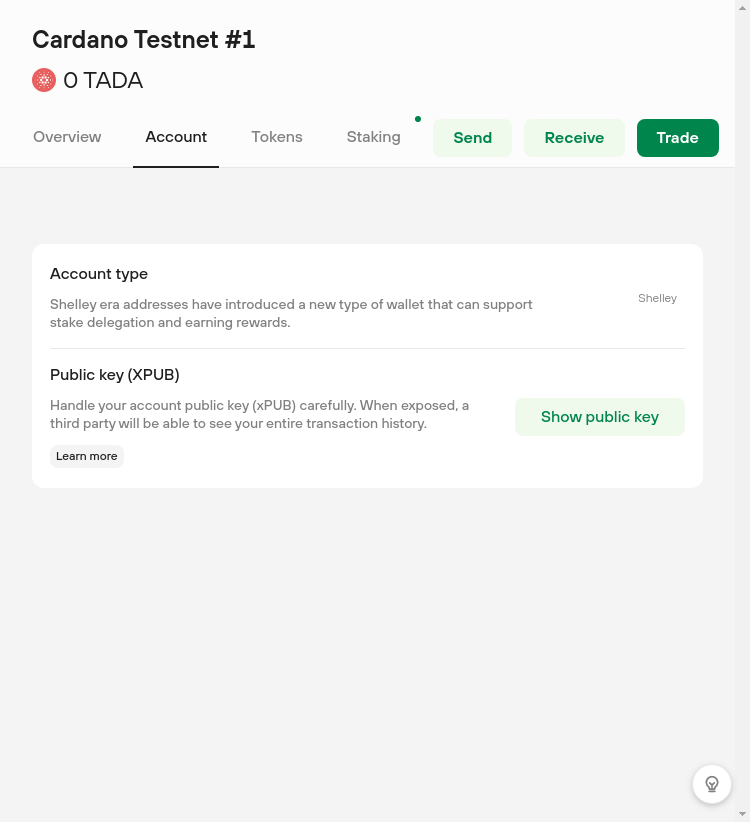 Cardano Testnet #1
0 TADA
Overview Account Tokens Staking Send Receive Trade
Account type
Shelley era addresses have introduced a new type of wallet that can support
stake delegation and earning rewards.
Shelley
Public key (XPUB)
Handle your account public key (xPUB) carefully. When exposed, a
third party will be able to see your entire transaction history.
Learn more
Show public key